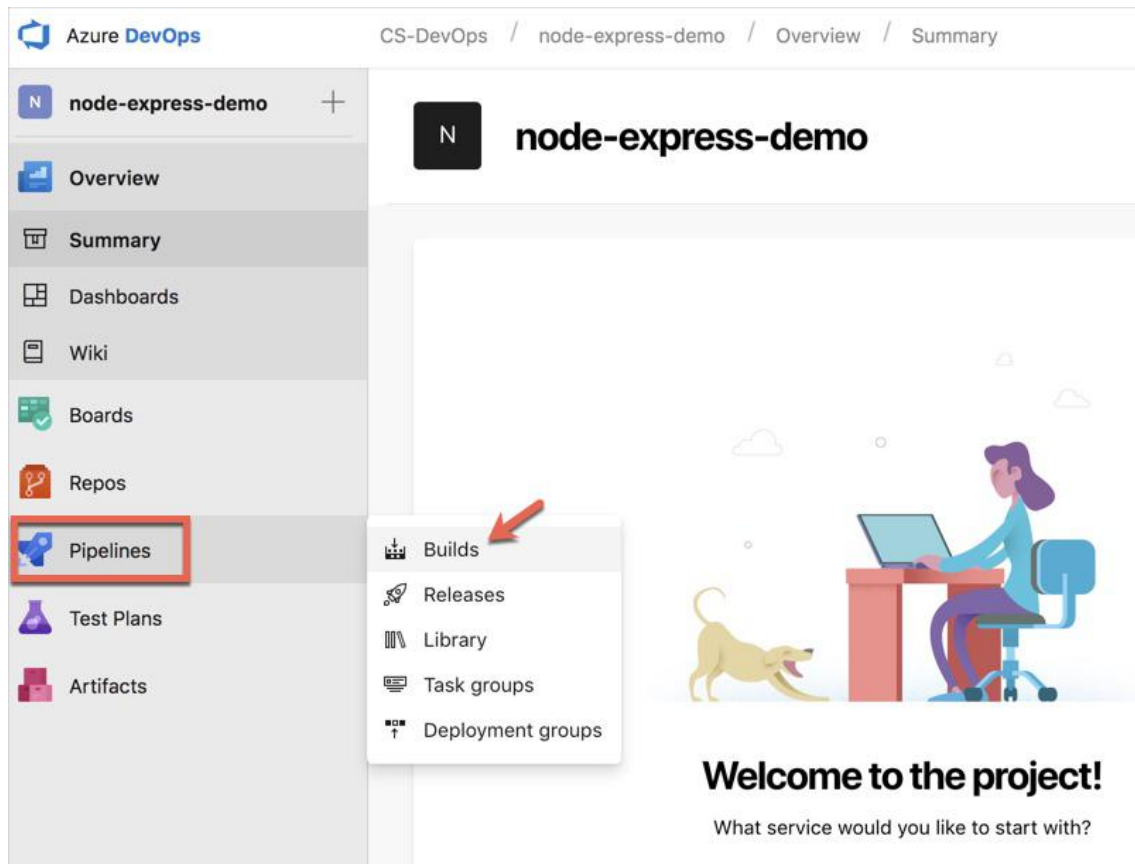 Azure DevOps
CS-DevOps / node-express-demo / Overview / Summary
N node-express-demo +
N node-express-demo
Overview
Summary
Dashboards
Wiki
Boards
Repos
Pipelines
Builds
Releases
Library
Task groups
Deployment groups
Test Plans
Artifacts
Welcome to the project!
What service would you like to start with?